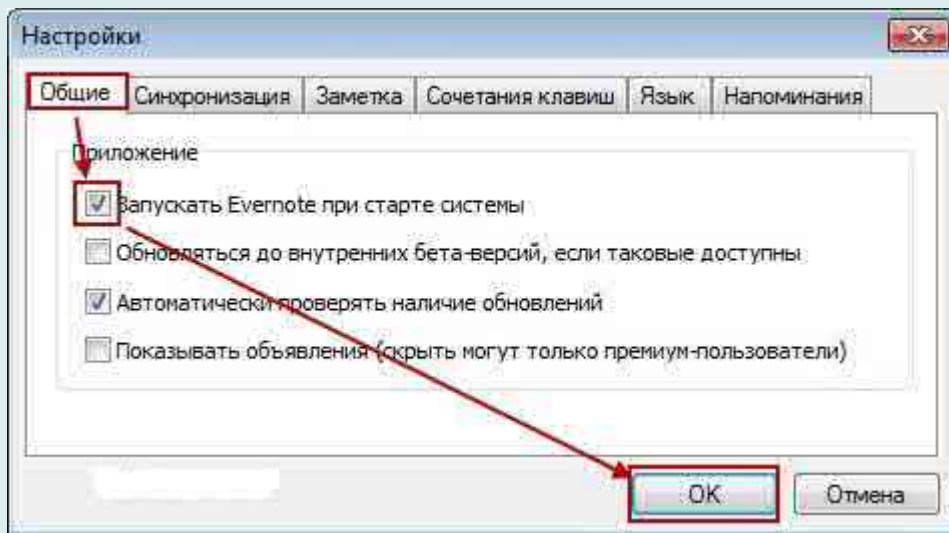 Настройки
Общие Синхронизация Заметка Сочетания клавиш Язык Напоминания
Приложение
Запускать Evernote при старте системы
Обновляться до внутренних бета-версий, если таковые доступны
Автоматически проверять наличие обновлений
Показывать объявления (скрыть могут только премиум-пользователи)
OK Отмена